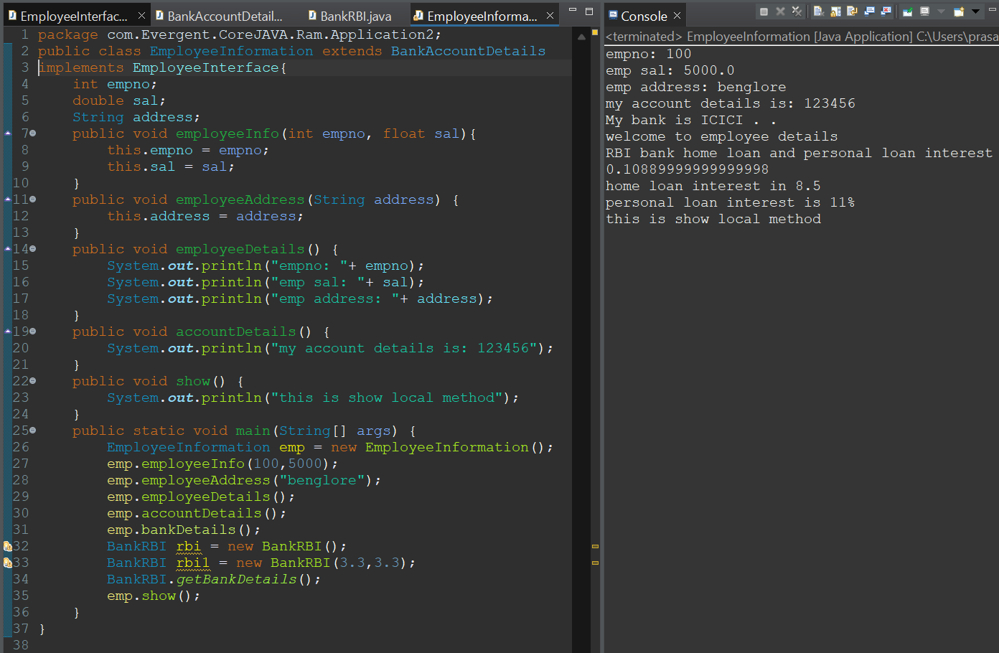 EmployeeInterfac...
BankAccountDetail...
BankRBI.java
EmployeeInforma...
1 package com.Evergent.CoreJAVA.Ram.Application2;
2 public class EmployeeInformation extends BankAccountDetails
3 implements EmployeeInterface{
4 int empno;
5 double sal;
6 String address;
7 public void employeeInfo(int empno, float sal){
8 this.empno = empno;
9 this.sal = sal;
10 }
11 public void employeeAddress(String address) {
12 this.address = address;
13 }
14 public void employeeDetails() {
15 System.out.println("empno: "+ empno);
16 System.out.println("emp sal: "+ sal);
17 System.out.println("emp address: "+ address);
18 }
19 public void accountDetails() {
20 System.out.println("my account details is: 123456");
21 }
22 public void show() {
23 System.out.println("this is show local method");
24 }
25 public static void main(String[] args) {
26 EmployeeInformation emp = new EmployeeInformation();
27 emp.employeeInfo(100,5000);
28 emp.employeeAddress("benglore");
29 emp.employeeDetails();
30 emp.accountDetails();
31 emp.bankDetails();
32 BankRBI rbi = new BankRBI();
33 BankRBI rbi1 = new BankRBI(3.3,3.3);
34 BankRBI.getBankDetails();
35 emp.show();
36 }
37 }
38
Console
<terminated> EmployeeInformation [Java Application] C:\Users\prasa
empno: 100
emp sal: 5000.0
emp address: benglore
my account details is: 123456
My bank is ICICI . .
welcome to employee details
RBI bank home loan and personal loan interest
0.10889999999999998
home loan interest in 8.5
personal loan interest is 11%
this is show local method